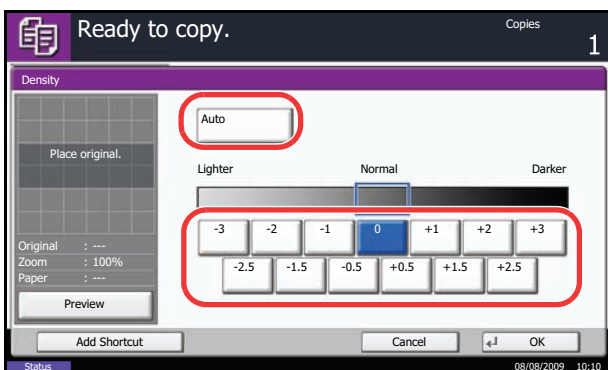 Ready to copy.
Copies
1
Density
Auto
Place original.
Lighter Normal Darker
-3 -2 -1 0 +1 +2 +3
-2.5 -1.5 -0.5 +0.5 +1.5 +2.5
Original : ---
Zoom : 100%
Paper : ---
Preview
Add Shortcut Cancel OK
Status 08/08/2009 10:10